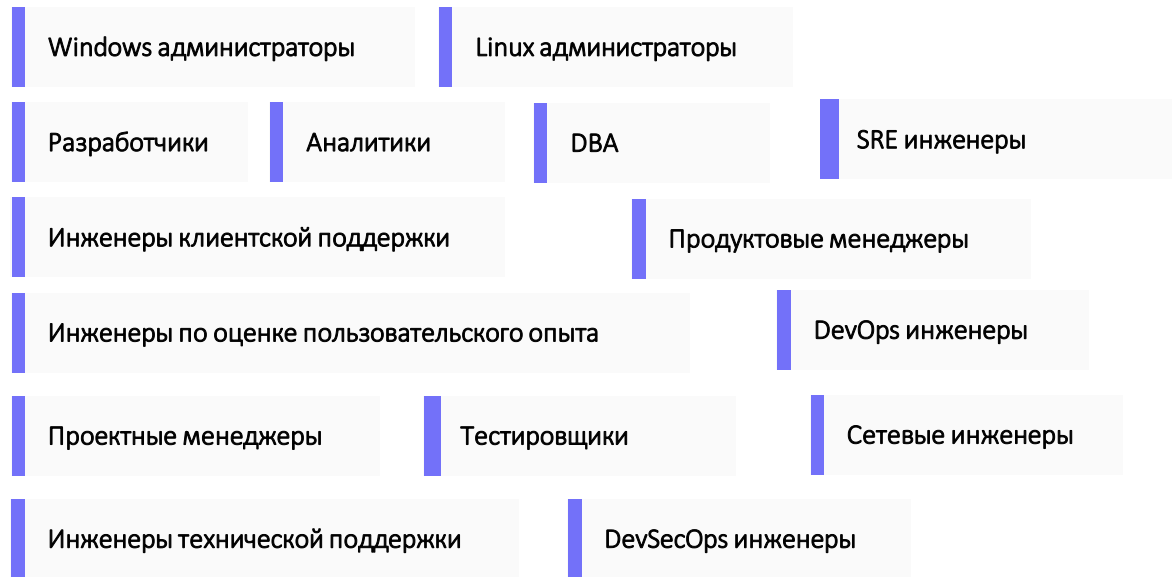 Windows администраторы
Linux администраторы
Разработчики
Аналитики
DBA
SRE инженеры
Инженеры клиентской поддержки
Продуктовые менеджеры
Инженеры по оценке пользовательского опыта
DevOps инженеры
Проектные менеджеры
Тестировщики
Сетевые инженеры
Инженеры технической поддержки
DevSecOps инженеры